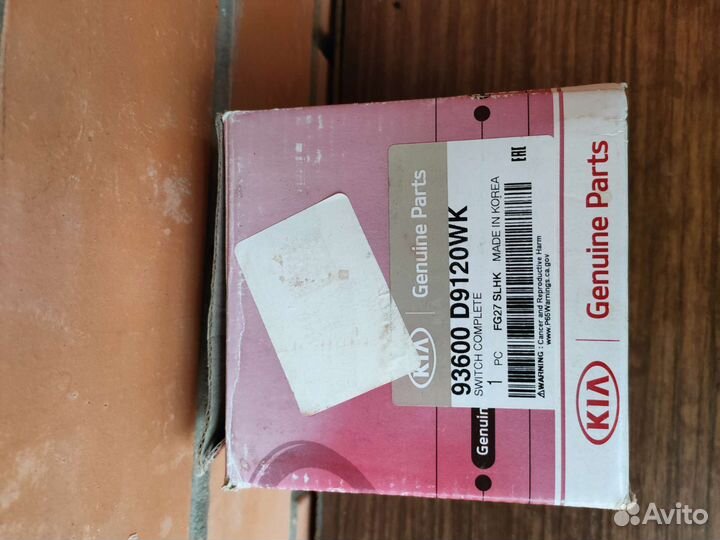 KIA Genuine Parts
93600 D9120WK
SWITCH COMPLETE
1 PC FG27 SLHK MADE IN KOREA
EAC
⚠WARNING : Cancer and Reproductive Harm
www.P65Warnings.ca.gov
Genuine
KIA Genuine Parts
Avito